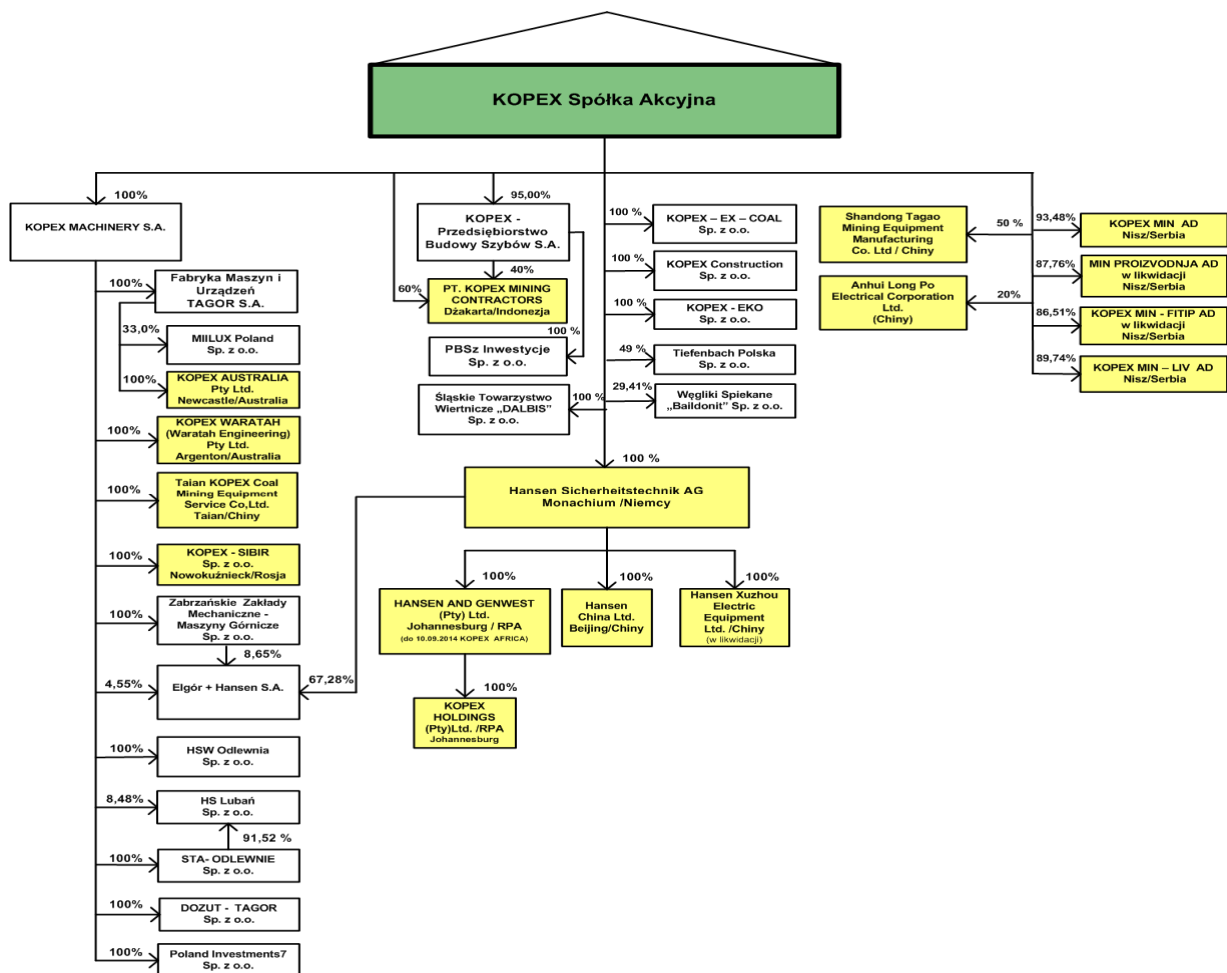 KOPEX Spółka Akcyjna
100%
KOPEX MACHINERY S.A.
100%
Fabryka Maszyn i
Urządzeń
TAGOR S.A.
33,0%
MIILUX Poland
Sp. z o.o.
100%
KOPEX AUSTRALIA
Pty Ltd.
Newcastle/Australia
100%
KOPEX WARATAH
(Waratah Engineering)
Pty Ltd.
Argenton/Australia
100%
Taian KOPEX Coal
Mining Equipment
Service Co,Ltd.
Taian/Chiny
100%
KOPEX - SIBIR
Sp. z o.o.
Nowokuźnieck/Rosja
100%
Zabrzańskie Zakłady
Mechaniczne -
Maszyny Górnicze
Sp. z o.o.
8,65%
4,55%
Elgór + Hansen S.A.
67,28%
100%
HSW Odlewnia
Sp. z o.o.
8,48%
HS Lubań
Sp. z o.o.
91,52 %
100%
STA- ODLEWNIE
Sp. z o.o.
100%
DOZUT - TAGOR
Sp. z o.o.
100%
Poland Investments7
Sp. z o.o.
95,00%
KOPEX -
Przedsiębiorstwo
Budowy Szybów S.A.
40%
60%
PT. KOPEX MINING
CONTRACTORS
Dżakarta/Indonezja
100 %
PBSz Inwestycje
Sp. z o.o.
100 %
Śląskie Towarzystwo
Wiertnicze „DALBIS”
Sp. z o.o.
100 %
KOPEX – EX – COAL
Sp. z o.o.
100 %
KOPEX Construction
Sp. z o.o.
100 %
KOPEX - EKO
Sp. z o.o.
49 %
Tiefenbach Polska
Sp. z o.o.
29,41%
Węgliki Spiekane
„Baildonit” Sp. z o.o.
100 %
Hansen Sicherheitstechnik AG
Monachium /Niemcy
100%
HANSEN AND GENWEST
(Pty) Ltd.
Johannesburg / RPA
(do 10.09.2014 KOPEX AFRICA)
100%
KOPEX
HOLDINGS
(Pty)Ltd. /RPA
Johannesburg
100%
Hansen
China Ltd.
Beijing/Chiny
100%
Hansen Xuzhou
Electric
Equipment
Ltd. /Chiny
(w likwidacji)
Shandong Tagao
Mining Equipment
Manufacturing
Co. Ltd / Chiny
50 %
Anhui Long Po
Electrical Corporation
Ltd.
(Chiny)
20%
93,48%
KOPEX MIN AD
Nisz/Serbia
87,76%
MIN PROIZVODNJA AD
w likwidacji
Nisz/Serbia
86,51%
KOPEX MIN - FITIP AD
w likwidacji
Nisz/Serbia
89,74%
KOPEX MIN – LIV AD
Nisz/Serbia